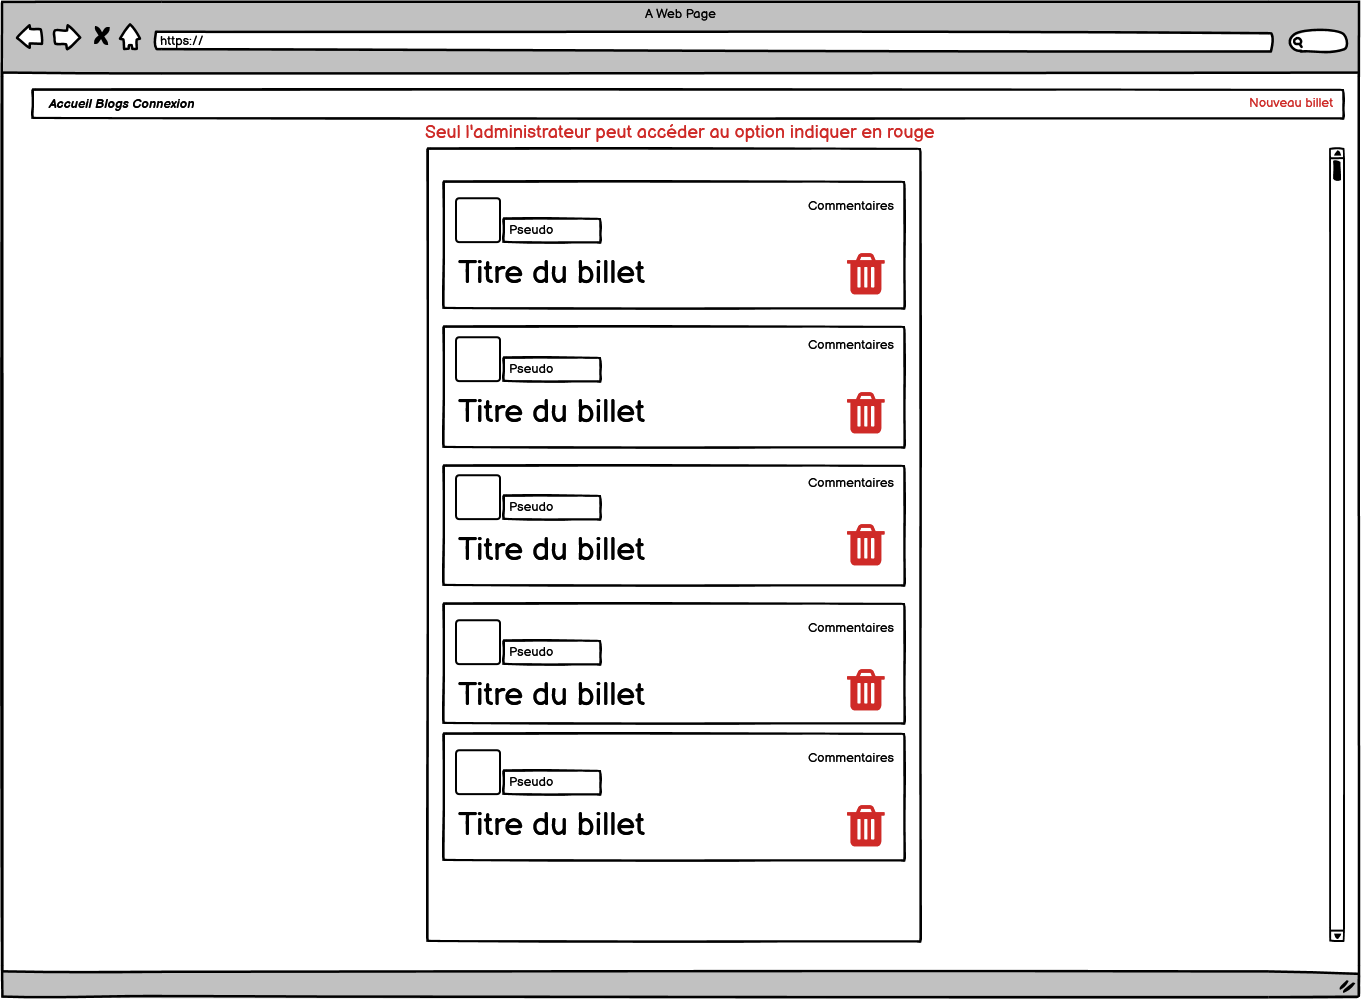 A Web Page
https://
Accueil Blogs Connexion
Nouveau billet
Seul l'administrateur peut accéder au option indiquer en rouge
Commentaires
Pseudo
Titre du billet
Commentaires
Pseudo
Titre du billet
Commentaires
Pseudo
Titre du billet
Commentaires
Pseudo
Titre du billet
Commentaires
Pseudo
Titre du billet